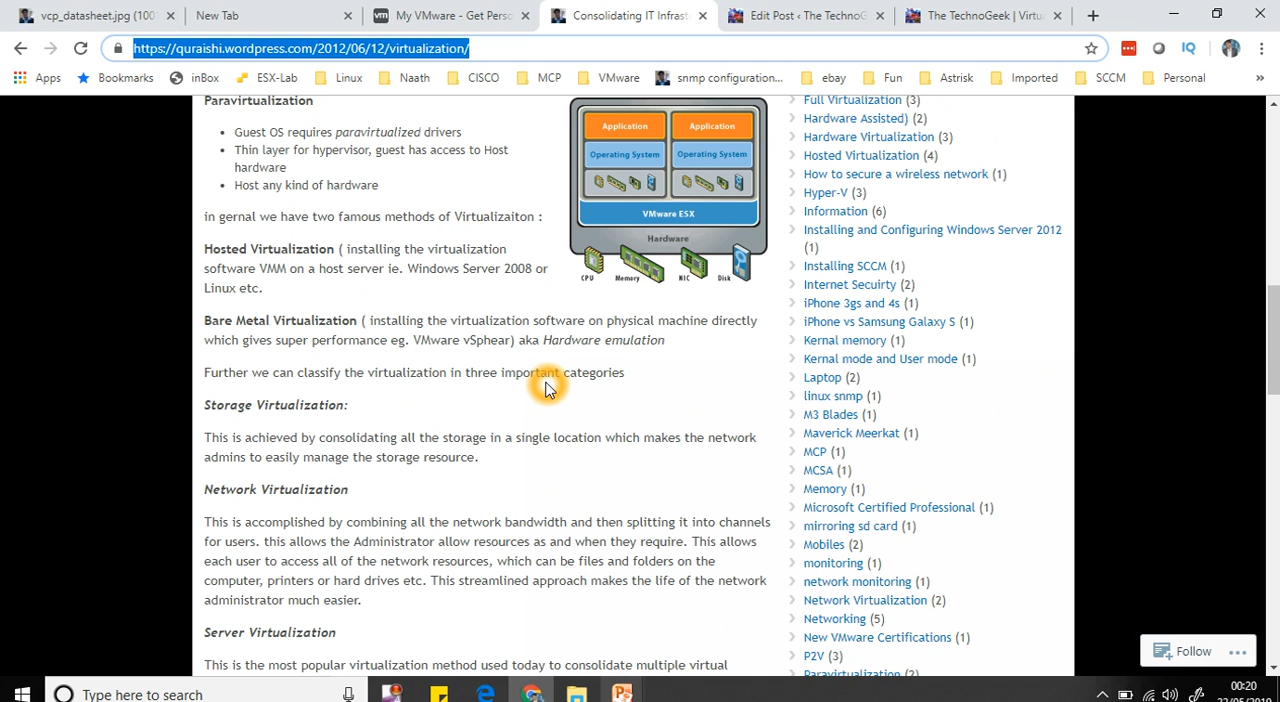 vcp_datasheet.jpg (100
New Tab
My VMware - Get Perso
Consolidating IT Infrast
Edit Post ‹ The TechnoG
The TechnoGeek | Virtu
https://quraishi.wordpress.com/2012/06/12/virtualization/
Apps
Bookmarks
inBox
ESX-Lab
Linux
Naath
CISCO
MCP
VMware
snmp configuration...
ebay
Fun
Astrisk
Imported
SCCM
Personal
Paravirtualization
Guest OS requires paravirtualized drivers
Thin layer for hypervisor, guest has access to Host
hardware
Host any kind of hardware
in gernal we have two famous methods of Virtualizaiton :
Hosted Virtualization ( installing the virtualization
software VMM on a host server ie. Windows Server 2008 or
Linux etc.
Application Application
Operating System Operating System
VMware ESX
Hardware
CPU Memory NIC Disk
Bare Metal Virtualization ( installing the virtualization software on physical machine directly
which gives super performance eg. VMware vSphear) aka Hardware emulation
Further we can classify the virtualization in three important categories
Storage Virtualization:
This is achieved by consolidating all the storage in a single location which makes the network
admins to easily manage the storage resource.
Network Virtualization
This is accomplished by combining all the network bandwidth and then splitting it into channels
for users. this allows the Administrator allow resources as and when they require. This allows
each user to access all of the network resources, which can be files and folders on the
computer, printers or hard drives etc. This streamlined approach makes the life of the network
administrator much easier.
Server Virtualization
This is the most popular virtualization method used today to consolidate multiple virtual
Full Virtualization (3)
Hardware Assisted) (2)
Hardware Virtualization (3)
Hosted Virtualization (4)
How to secure a wireless network (1)
Hyper-V (3)
Information (6)
Installing and Configuring Windows Server 2012
(1)
Installing SCCM (1)
Internet Secuirty (2)
iPhone 3gs and 4s (1)
iPhone vs Samsung Galaxy S (1)
Kernal memory (1)
Kernal mode and User mode (1)
Laptop (2)
linux snmp (1)
M3 Blades (1)
Maverick Meerkat (1)
MCP (1)
MCSA (1)
Memory (1)
Microsoft Certified Professional (1)
mirroring sd card (1)
Mobiles (2)
monitoring (1)
network monitoring (1)
Network Virtualization (2)
Networking (5)
New VMware Certifications (1)
P2V (3)
Paravirtualization (2)
Follow
Type here to search
00:20
22/05/2019